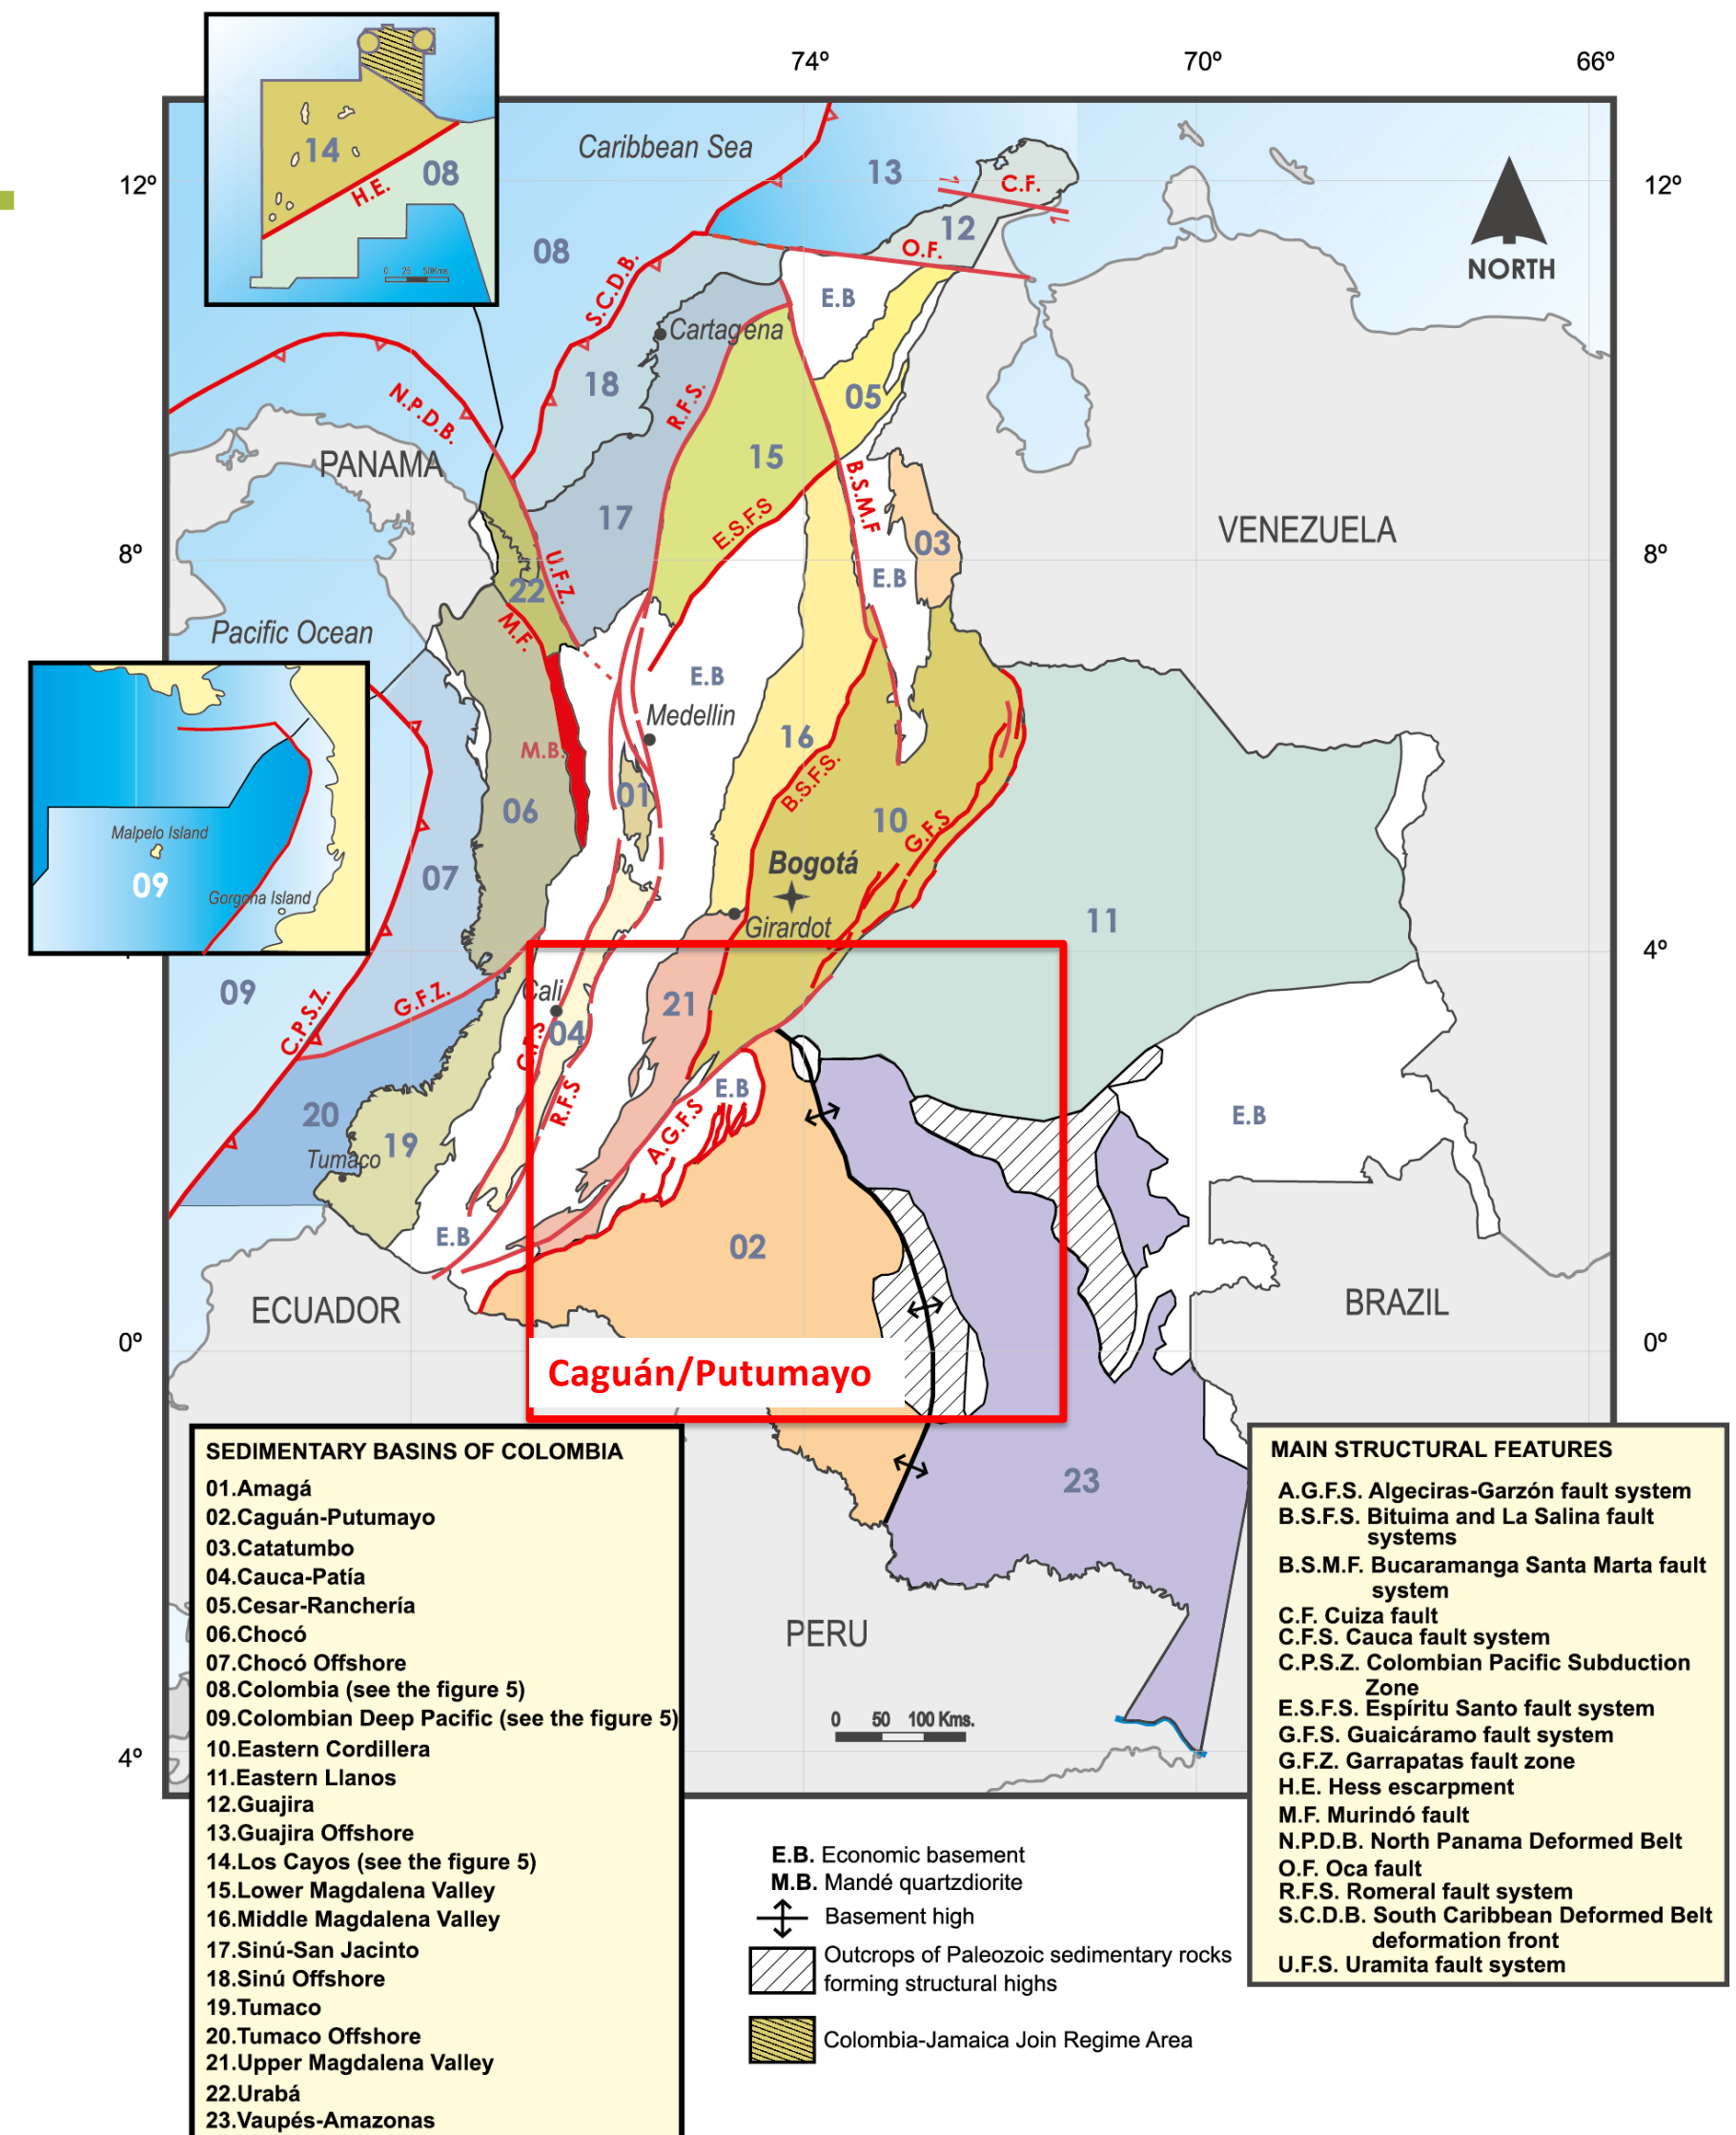 74º
70º
66º
12º
12º
8º
8º
4º
0º
0º
4º
14
08
H.E.
0 25 50Kms
Caribbean Sea
13
C.F.
12
O.F.
NORTH
08
S.C.D.B.
E.B
Cartagena
18
R.F.S.
05
N.P.D.B.
PANAMA
15
B.S.M.F
17
E.S.F.S
03
VENEZUELA
U.F.Z.
22
E.B
M.F.
Pacific Ocean
E.B
Medellin
16
M.B.
01
B.S.F.S.
06
10
G.F.S
Malpelo Island
09
Gorgona Island
07
Bogotá
Girardot
11
09
C.P.S.Z.
G.F.Z.
Cali
21
04
C.F.S
R.F.S
E.B
A.G.F.S
20
19
Tumaco
E.B
E.B
02
ECUADOR
BRAZIL
Caguán/Putumayo
23
PERU
0 50 100 Kms.
SEDIMENTARY BASINS OF COLOMBIA
01.Amagá
02.Caguán-Putumayo
03.Catatumbo
04.Cauca-Patía
05.Cesar-Ranchería
06.Chocó
07.Chocó Offshore
08.Colombia (see the figure 5)
09.Colombian Deep Pacific (see the figure 5)
10.Eastern Cordillera
11.Eastern Llanos
12.Guajira
13.Guajira Offshore
14.Los Cayos (see the figure 5)
15.Lower Magdalena Valley
16.Middle Magdalena Valley
17.Sinú-San Jacinto
18.Sinú Offshore
19.Tumaco
20.Tumaco Offshore
21.Upper Magdalena Valley
22.Urabá
23.Vaupés-Amazonas
E.B. Economic basement
M.B. Mandé quartzdiorite
Basement high
Outcrops of Paleozoic sedimentary rocks
forming structural highs
Colombia-Jamaica Join Regime Area
MAIN STRUCTURAL FEATURES
A.G.F.S. Algeciras-Garzón fault system
B.S.F.S. Bituima and La Salina fault
systems
B.S.M.F. Bucaramanga Santa Marta fault
system
C.F. Cuiza fault
C.F.S. Cauca fault system
C.P.S.Z. Colombian Pacific Subduction
Zone
E.S.F.S. Espíritu Santo fault system
G.F.S. Guaicáramo fault system
G.F.Z. Garrapatas fault zone
H.E. Hess escarpment
M.F. Murindó fault
N.P.D.B. North Panama Deformed Belt
O.F. Oca fault
R.F.S. Romeral fault system
S.C.D.B. South Caribbean Deformed Belt
deformation front
U.F.S. Uramita fault system